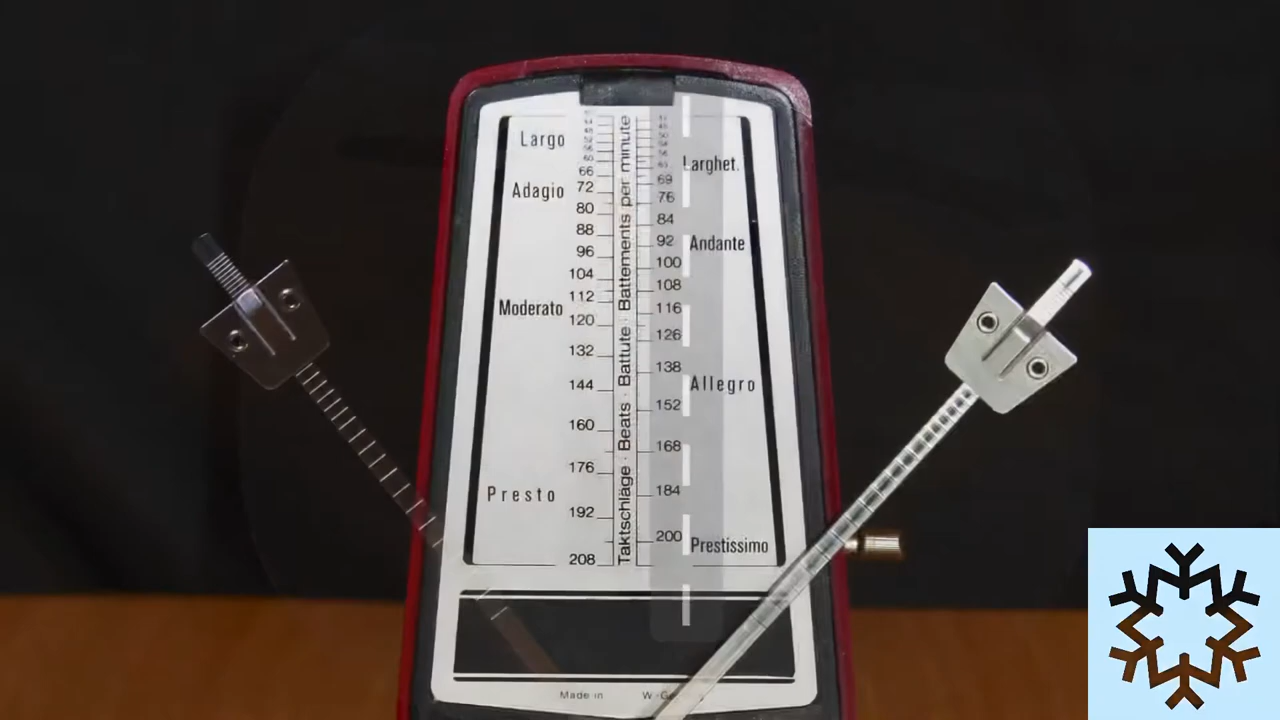 Largo
66
Adagio
72
80
88
96
104
Moderato
112
120
132
144
160
176
Presto
192
208
Taktschläge · Beats · Battute · Battements per minute
Larghet.
69
76
84
92
Andante
100
108
116
126
138
Allegro
152
168
184
200
Prestissimo
Made in W.-Ge